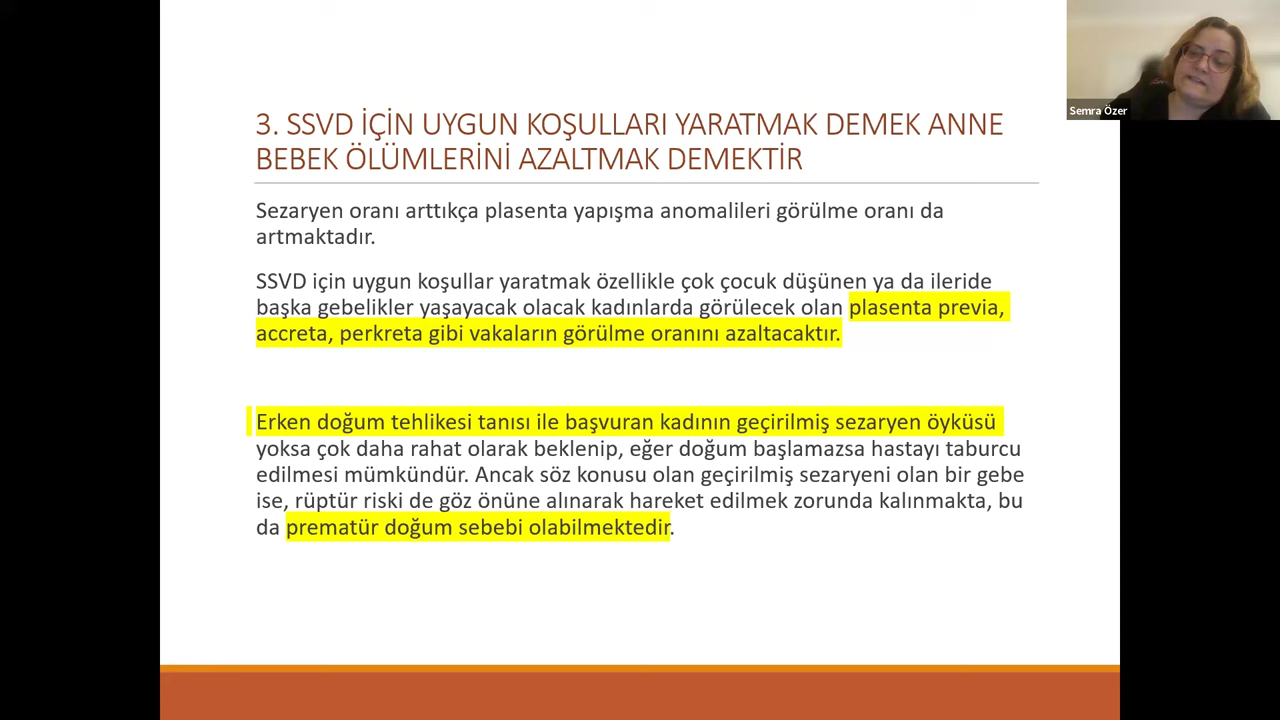 3. SSVD İÇİN UYGUN KOŞULLARI YARATMAK DEMEK ANNE
BEBEK ÖLÜMLERİNİ AZALTMAK DEMEKTİR
Sezaryen oranı arttıkça plasenta yapışma anomalileri görülme oranı da
artmaktadır.
SSVD için uygun koşullar yaratmak özellikle çok çocuk düşünen ya da ileride
başka gebelikler yaşayacak olacak kadınlarda görülecek olan plasenta previa,
accreta, perkreta gibi vakaların görülme oranını azaltacaktır.
Erken doğum tehlikesi tanısı ile başvuran kadının geçirilmiş sezaryen öyküsü
yoksa çok daha rahat olarak beklenip, eğer doğum başlamazsa hastayı taburcu
edilmesi mümkündür. Ancak söz konusu olan geçirilmiş sezaryeni olan bir gebe
ise, rüptür riski de göz önüne alınarak hareket edilmek zorunda kalınmakta, bu
da prematür doğum sebebi olabilmektedir.
Semra Özer